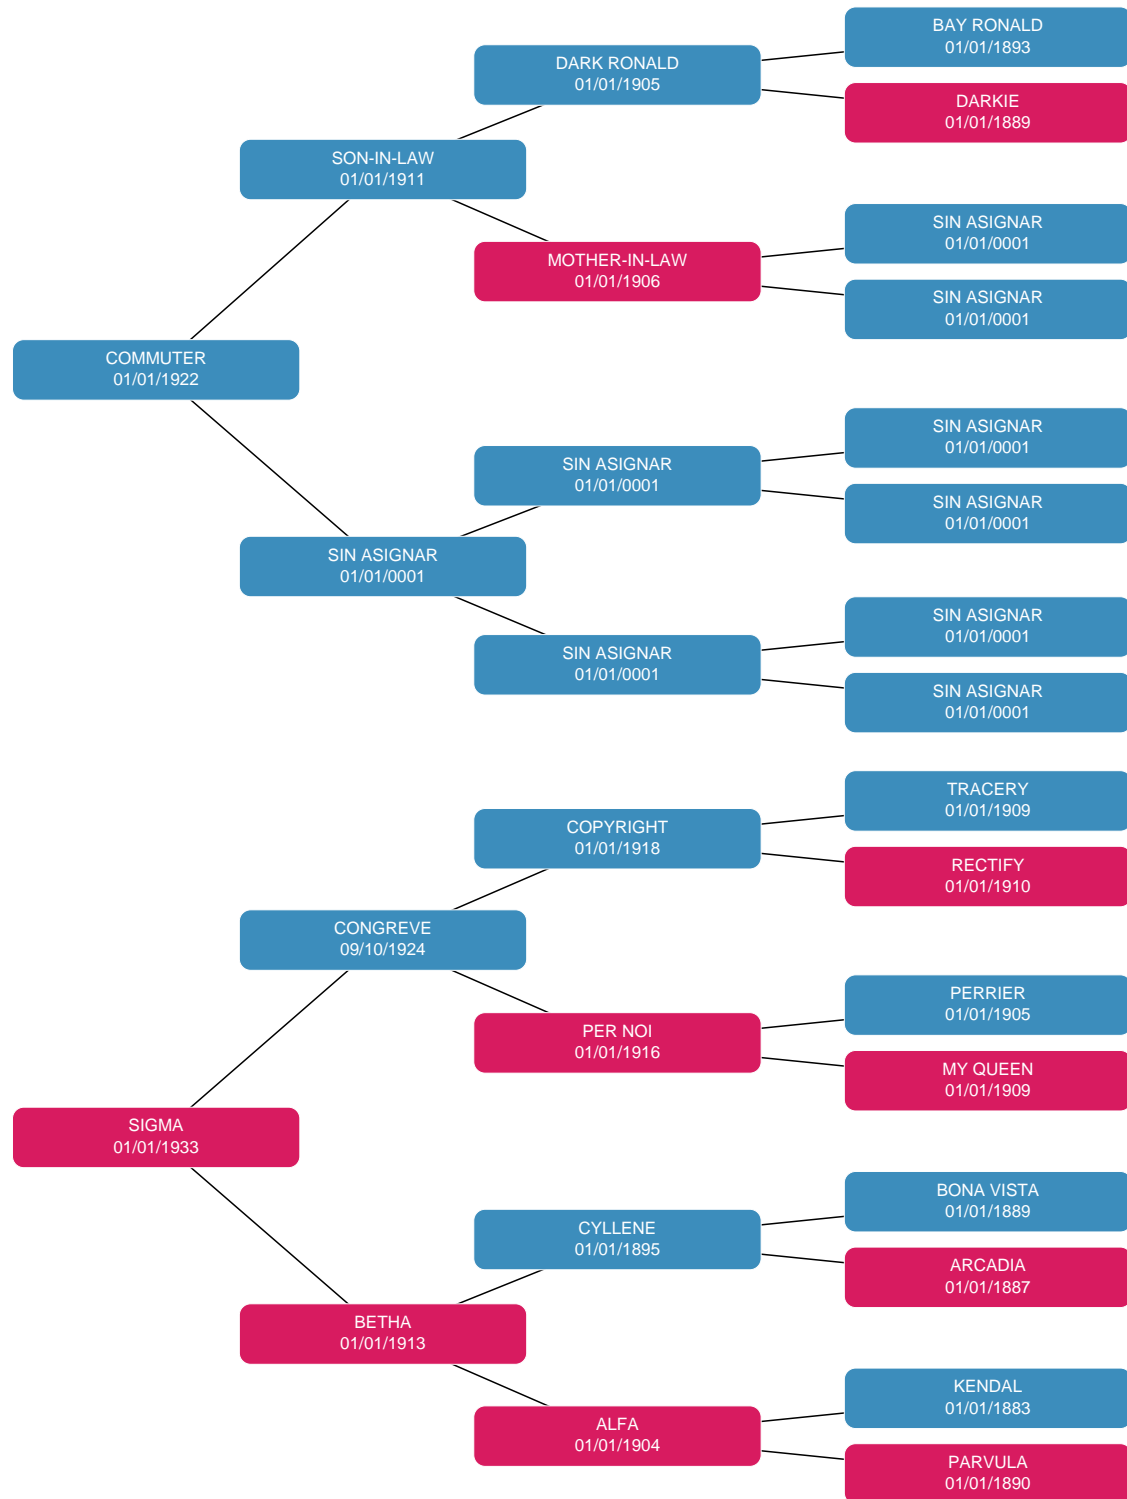 BAY RONALD
01/01/1893
DARK RONALD
01/01/1905
DARKIE
01/01/1889
SON-IN-LAW
01/01/1911
SIN ASIGNAR
01/01/0001
MOTHER-IN-LAW
01/01/1906
SIN ASIGNAR
01/01/0001
COMMUTER
01/01/1922
SIN ASIGNAR
01/01/0001
SIN ASIGNAR
01/01/0001
SIN ASIGNAR
01/01/0001
SIN ASIGNAR
01/01/0001
SIN ASIGNAR
01/01/0001
SIN ASIGNAR
01/01/0001
SIN ASIGNAR
01/01/0001
TRACERY
01/01/1909
COPYRIGHT
01/01/1918
RECTIFY
01/01/1910
CONGREVE
09/10/1924
PERRIER
01/01/1905
PER NOI
01/01/1916
MY QUEEN
01/01/1909
SIGMA
01/01/1933
BONA VISTA
01/01/1889
CYLLENE
01/01/1895
ARCADIA
01/01/1887
BETHA
01/01/1913
KENDAL
01/01/1883
ALFA
01/01/1904
PARVULA
01/01/1890